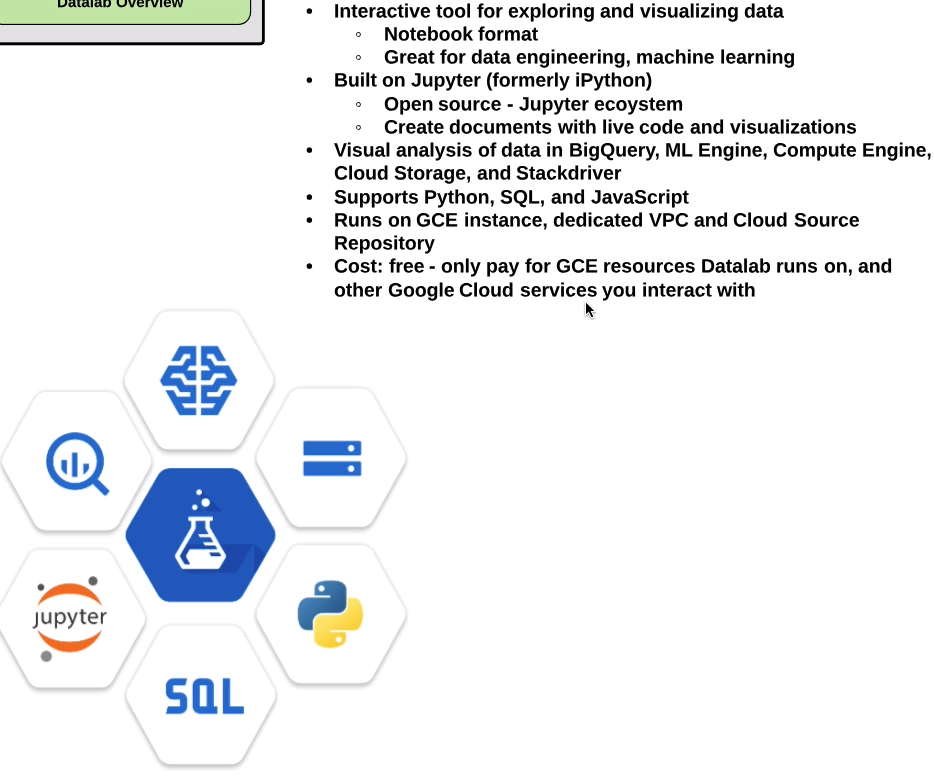 Datalab Overview
• Interactive tool for exploring and visualizing data
◦ Notebook format
◦ Great for data engineering, machine learning
• Built on Jupyter (formerly iPython)
◦ Open source - Jupyter ecoystem
◦ Create documents with live code and visualizations
• Visual analysis of data in BigQuery, ML Engine, Compute Engine,
Cloud Storage, and Stackdriver
• Supports Python, SQL, and JavaScript
• Runs on GCE instance, dedicated VPC and Cloud Source
Repository
• Cost: free - only pay for GCE resources Datalab runs on, and
other Google Cloud services you interact with
jupyter
SQL